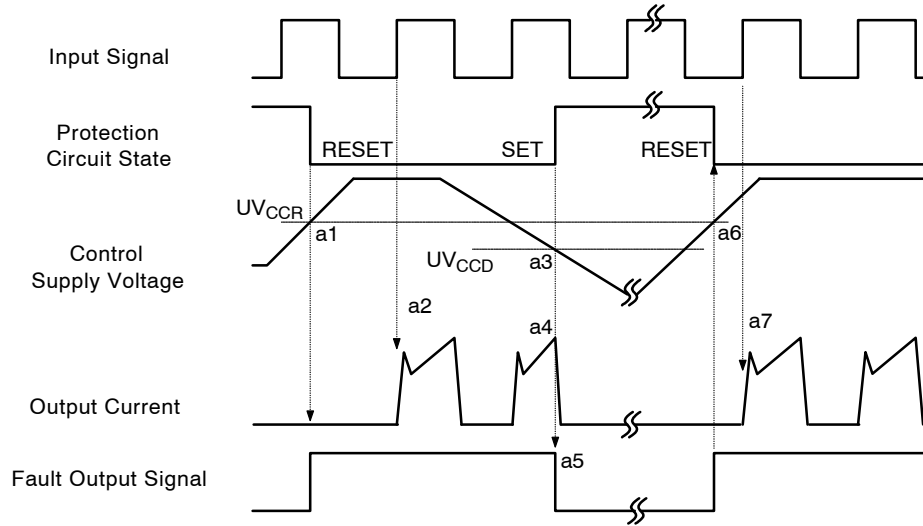 Input Signal
Protection
Circuit State
RESET
SET
RESET
UVCCR
a1
a6
Control
Supply Voltage
UVCCD
a3
a2
a4
a7
Output Current
a5
Fault Output Signal